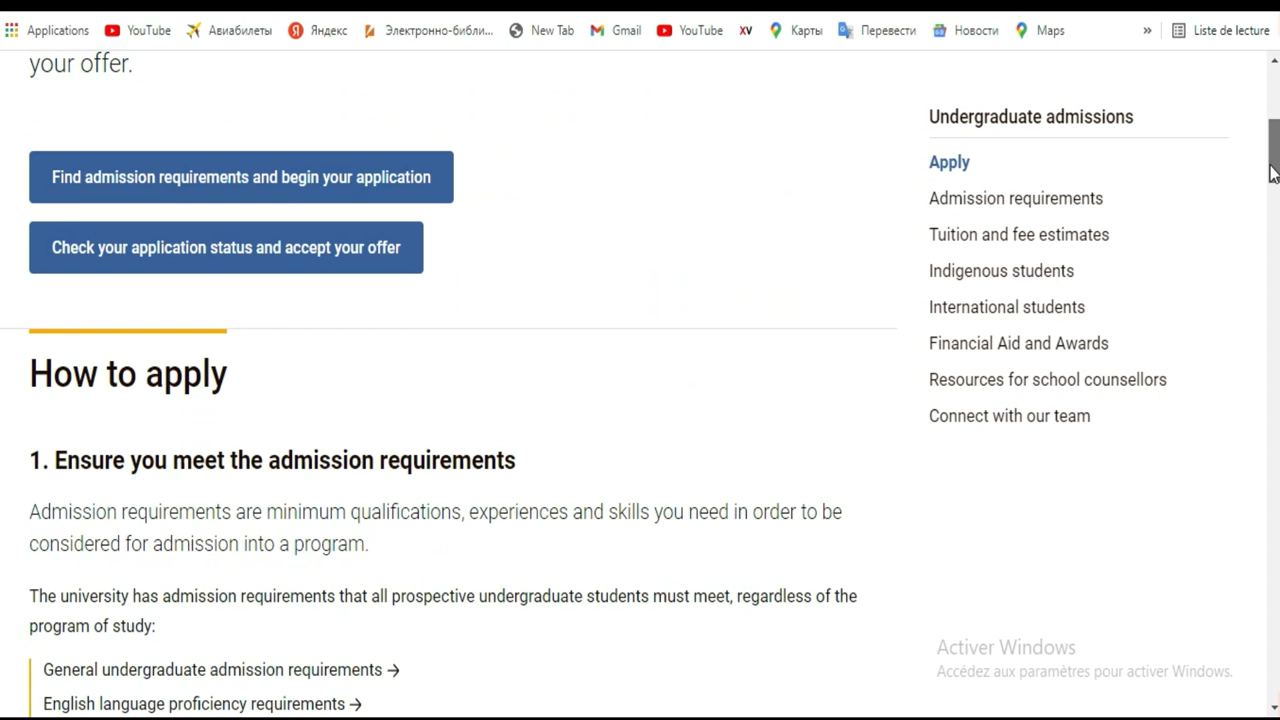 Applications YouTube Авиабилеты Яндекс Электронно-библи... New Tab Gmail YouTube XV Карты Перевести Новости Maps » Liste de lecture
your offer.
Find admission requirements and begin your application
Check your application status and accept your offer
How to apply
1. Ensure you meet the admission requirements
Admission requirements are minimum qualifications, experiences and skills you need in order to be
considered for admission into a program.
The university has admission requirements that all prospective undergraduate students must meet, regardless of the
program of study:
General undergraduate admission requirements →
English language proficiency requirements →
Undergraduate admissions
Apply
Admission requirements
Tuition and fee estimates
Indigenous students
International students
Financial Aid and Awards
Resources for school counsellors
Connect with our team
Activer Windows
Accédez aux paramètres pour activer Windows.